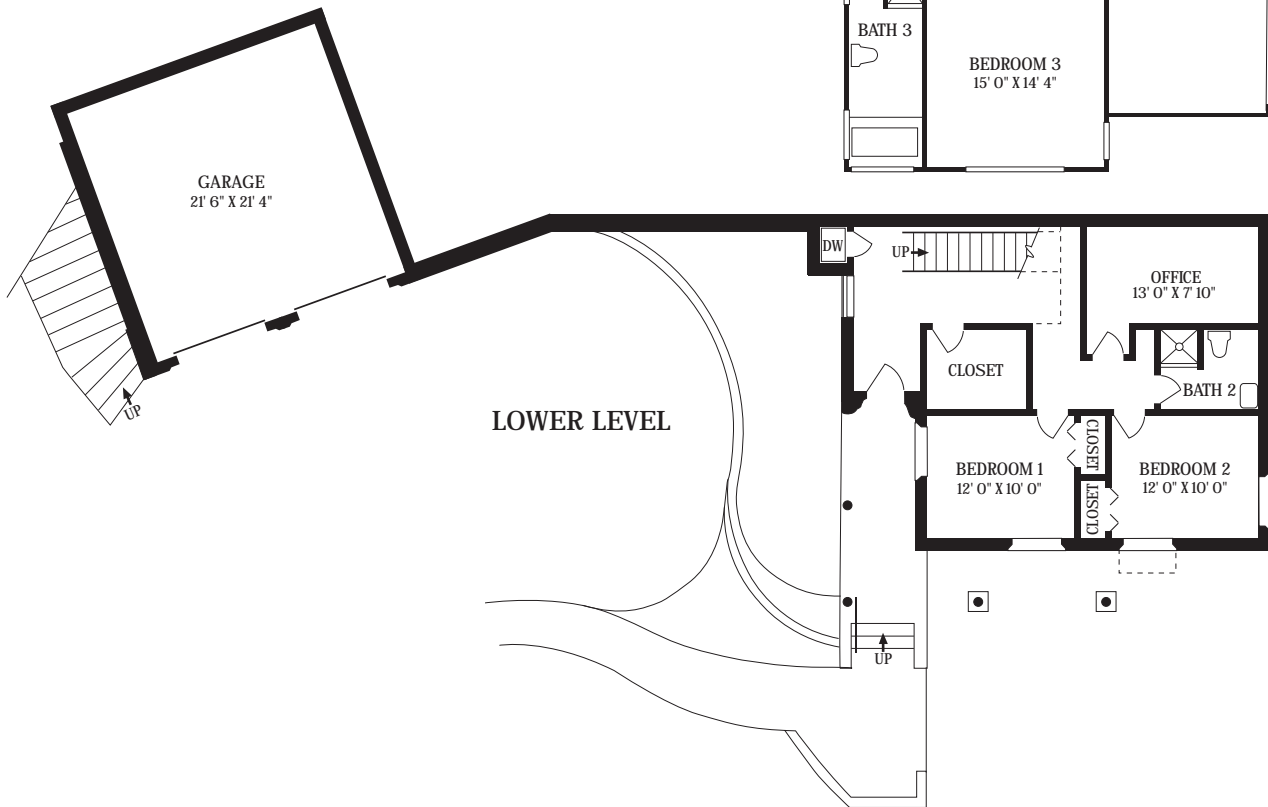 BATH 3
BEDROOM 3
15' 0" X 14' 4"
GARAGE
21' 6" X 21' 4"
DW
UP
OFFICE
13' 0" X 7' 10"
CLOSET
BATH 2
UP
LOWER LEVEL
CLOSET
BEDROOM 1
12' 0" X 10' 0"
BEDROOM 2
12' 0" X 10' 0"
CLOSET
UP